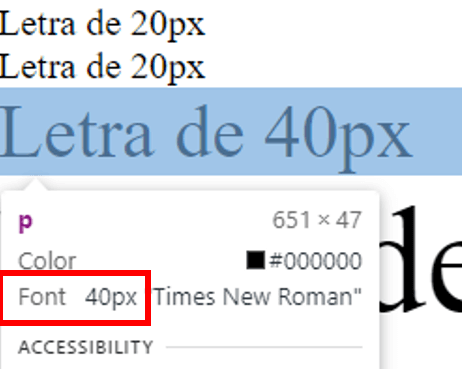 Letra de 20px
Letra de 20px
Letra de 40px
p 651 × 47
de
Color #000000
Font 40px Times New Roman"
ACCESSIBILITY